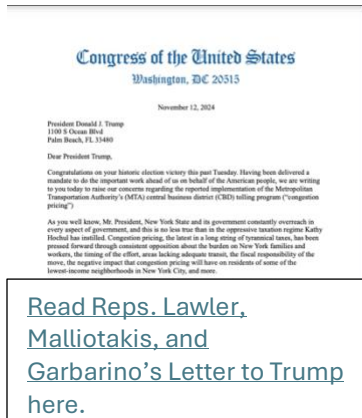 Congress of the United States
Washington, DC 20515
November 12, 2024
President Donald J. Trump
1100 S Ocean Blvd
Palm Beach, FL 33480
Dear President Trump,
Congratulations on your historic election victory this past Tuesday. Having been delivered a
mandate to do the important work ahead of us on behalf of the American people, we are writing
to you today to raise our concerns regarding the reported implementation of the Metropolitan
Transportation Authority's (MTA) central business district (CBD) tolling program ("congestion
pricing")
As you well know, Mr. President, New York State and its government constantly overreach in
every aspect of government, and this is no less true than in the oppressive taxation regime Kathy
Hochul has instilled. Congestion pricing, the latest in a long string of tyrannical taxes, has been
pressed forward through consistent opposition about the burden on New York families and
workers, the timing of the effort, areas lacking adequate transit, the fiscal responsibility of the
move, the negative impact that congestion pricing will have on residents of some of the
lowest-income neighborhoods in New York City, and more.
Read Reps. Lawler,
Malliotakis, and
Garbarino's Letter to Trump
here.